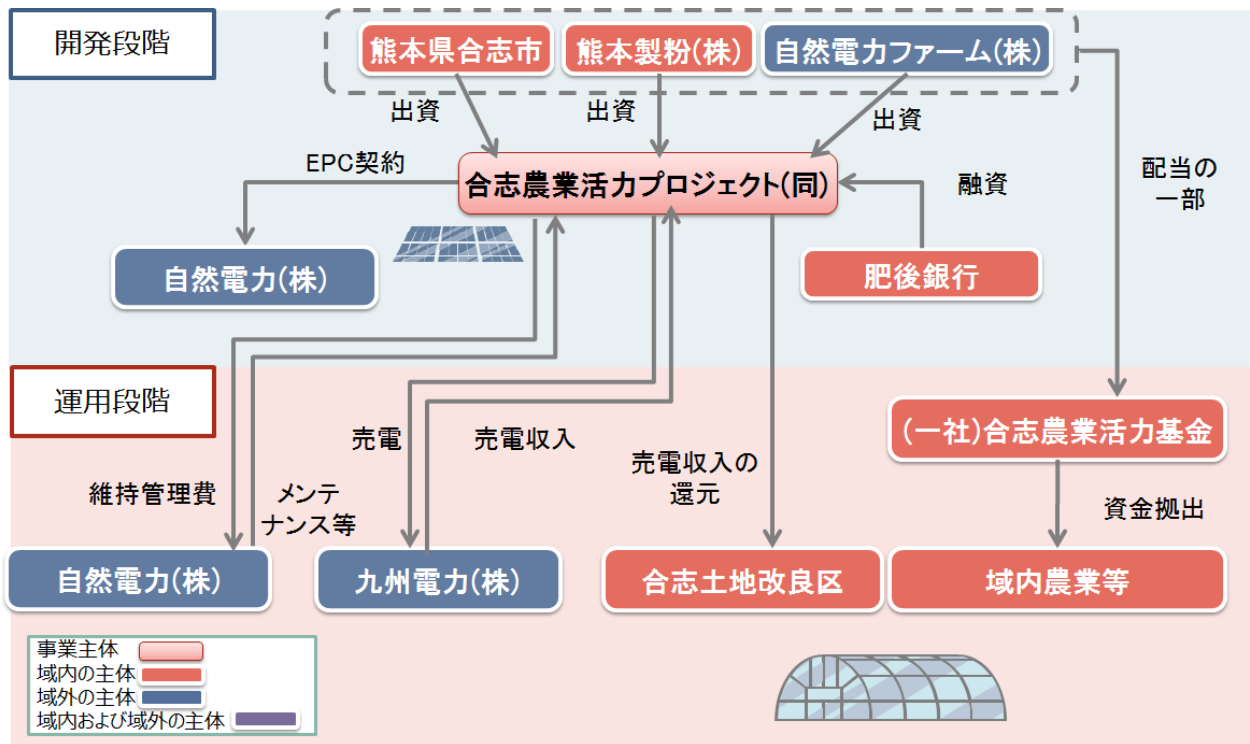 開発段階
熊本県合志市
熊本製粉(株)
自然電力ファーム(株)
出資
出資
出資
EPC契約
合志農業活力プロジェクト(同)
融資
配当の
一部
自然電力(株)
肥後銀行
運用段階
(一社)合志農業活力基金
売電
売電収入
売電収入の
還元
維持管理費
メンテ
ナンス等
資金拠出
自然電力(株)
九州電力(株)
合志土地改良区
域内農業等
事業主体
域内の主体
域外の主体
域内および域外の主体